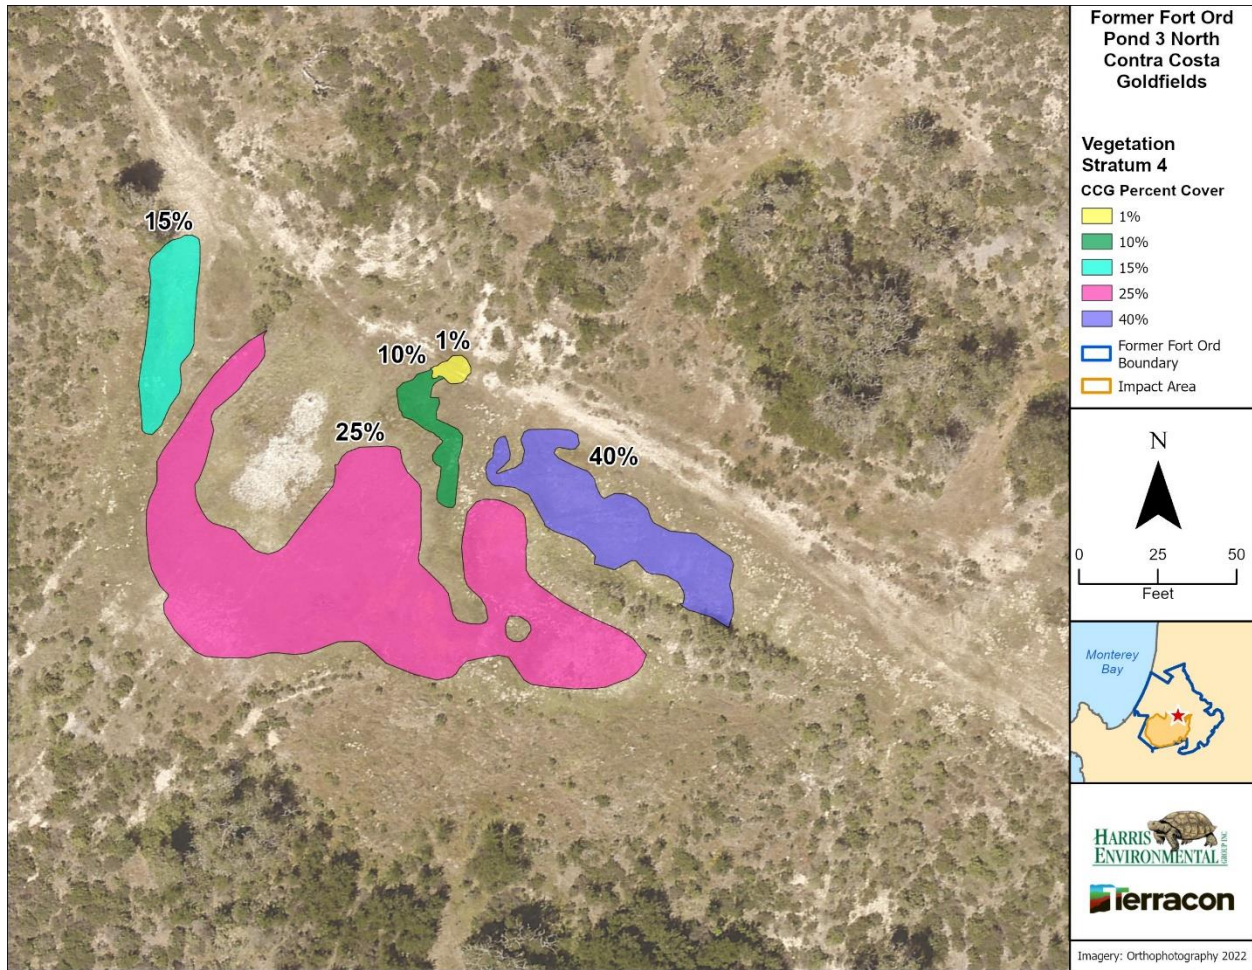 Former Fort Ord
Pond 3 North
Contra Costa
Goldfields
Vegetation
Stratum 4
CCG Percent Cover
1%
10%
15%
25%
40%
Former Fort Ord
Boundary
Impact Area
15%
1%
10%
25%
40%
N
0 25 50
Feet
Monterey
Bay
HARRIS
ENVIRONMENTAL
GROUP INC
Terracon
Imagery: Orthophotography 2022